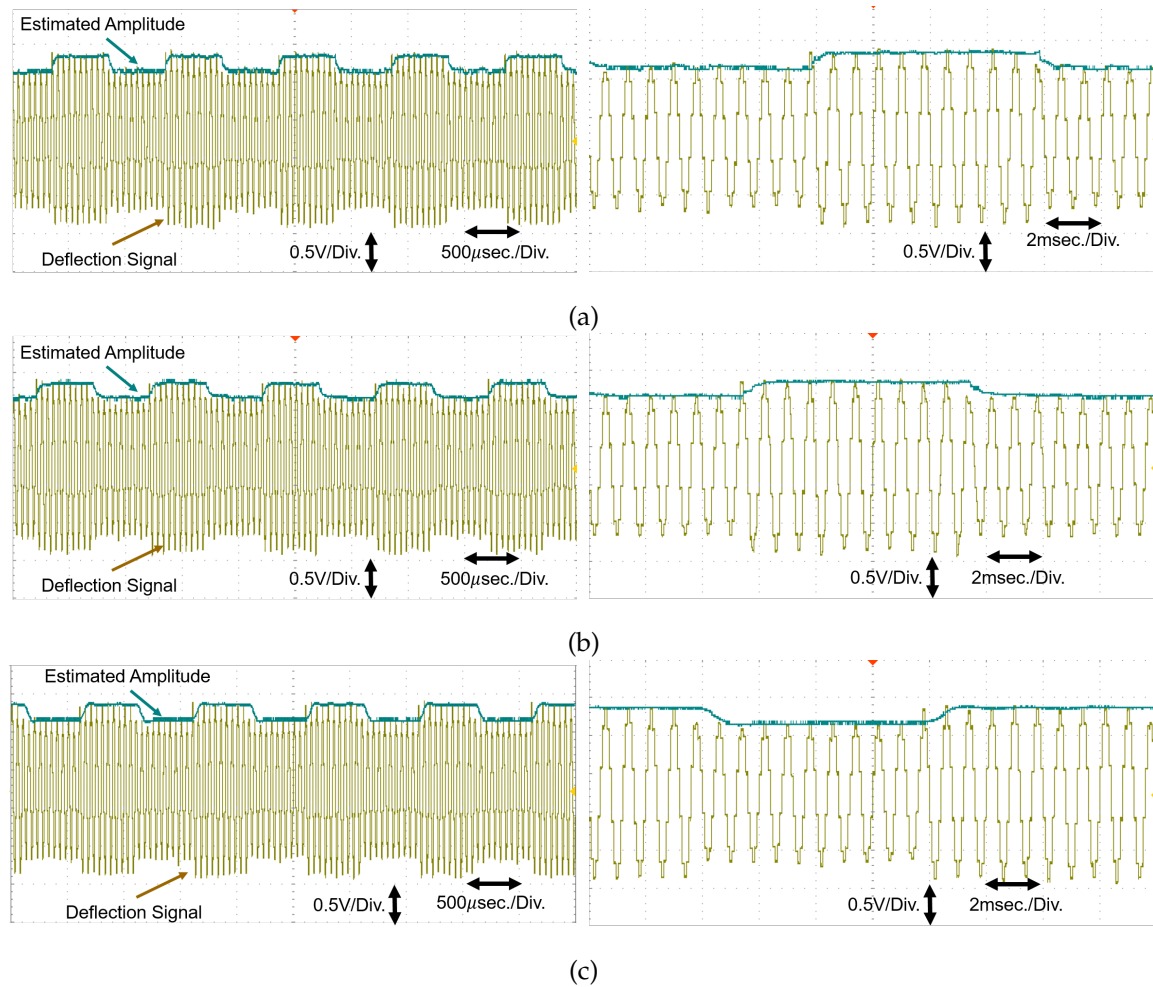 Estimated Amplitude
Deflection Signal
0.5V/Div.
500μsec./Div.
0.5V/Div.
2msec./Div.
(a)
Estimated Amplitude
Deflection Signal
0.5V/Div.
500μsec./Div.
0.5V/Div.
2msec./Div.
(b)
Estimated Amplitude
Deflection Signal
0.5V/Div.
500μsec./Div.
0.5V/Div.
2msec./Div.
(c)